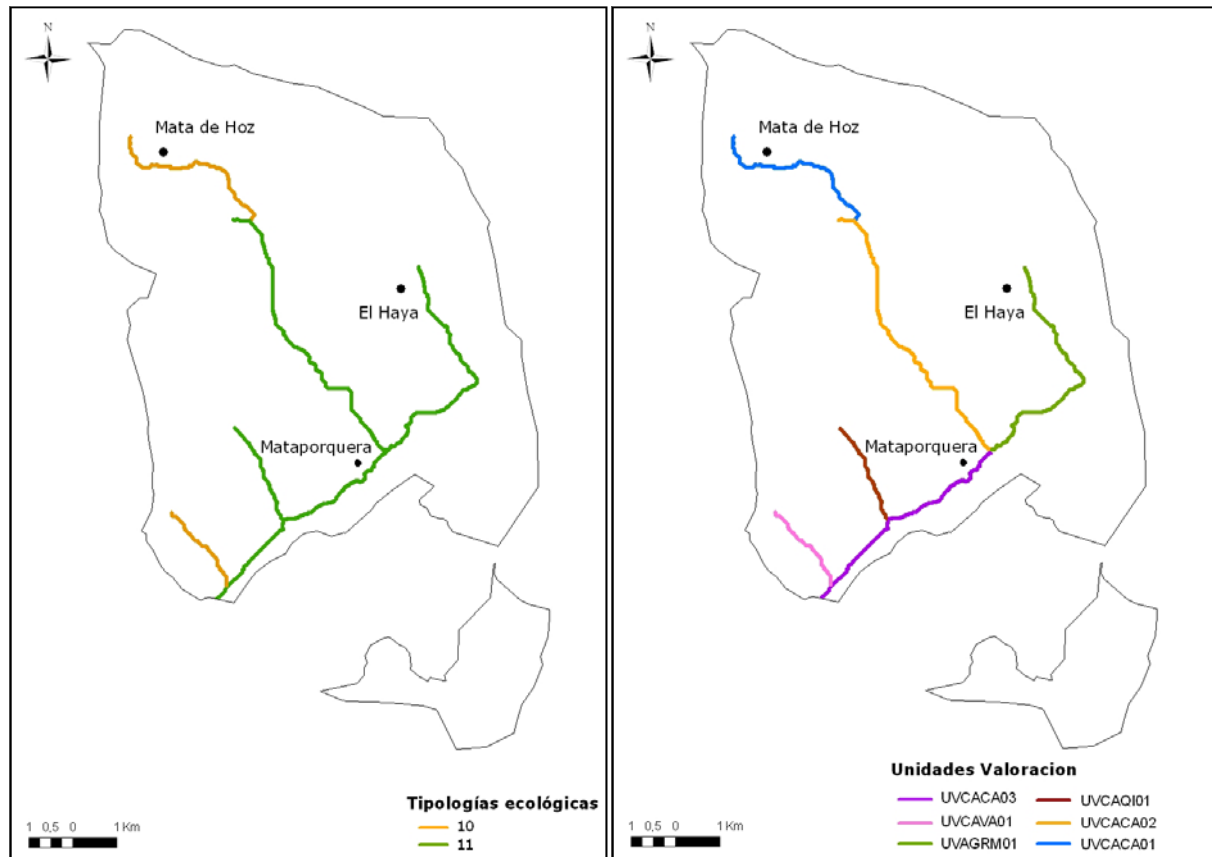 N
Mata de Hoz
El Haya
Mataporquera
Tipologías ecológicas
10
11
1 0,5 0 1 Km
N
Mata de Hoz
El Haya
Mataporquera
Unidades Valoracion
UVCACA03 UVCAQI01
UVCAVA01 UVCACA02
UVAGRM01 UVCACA01
1 0,5 0 1 Km